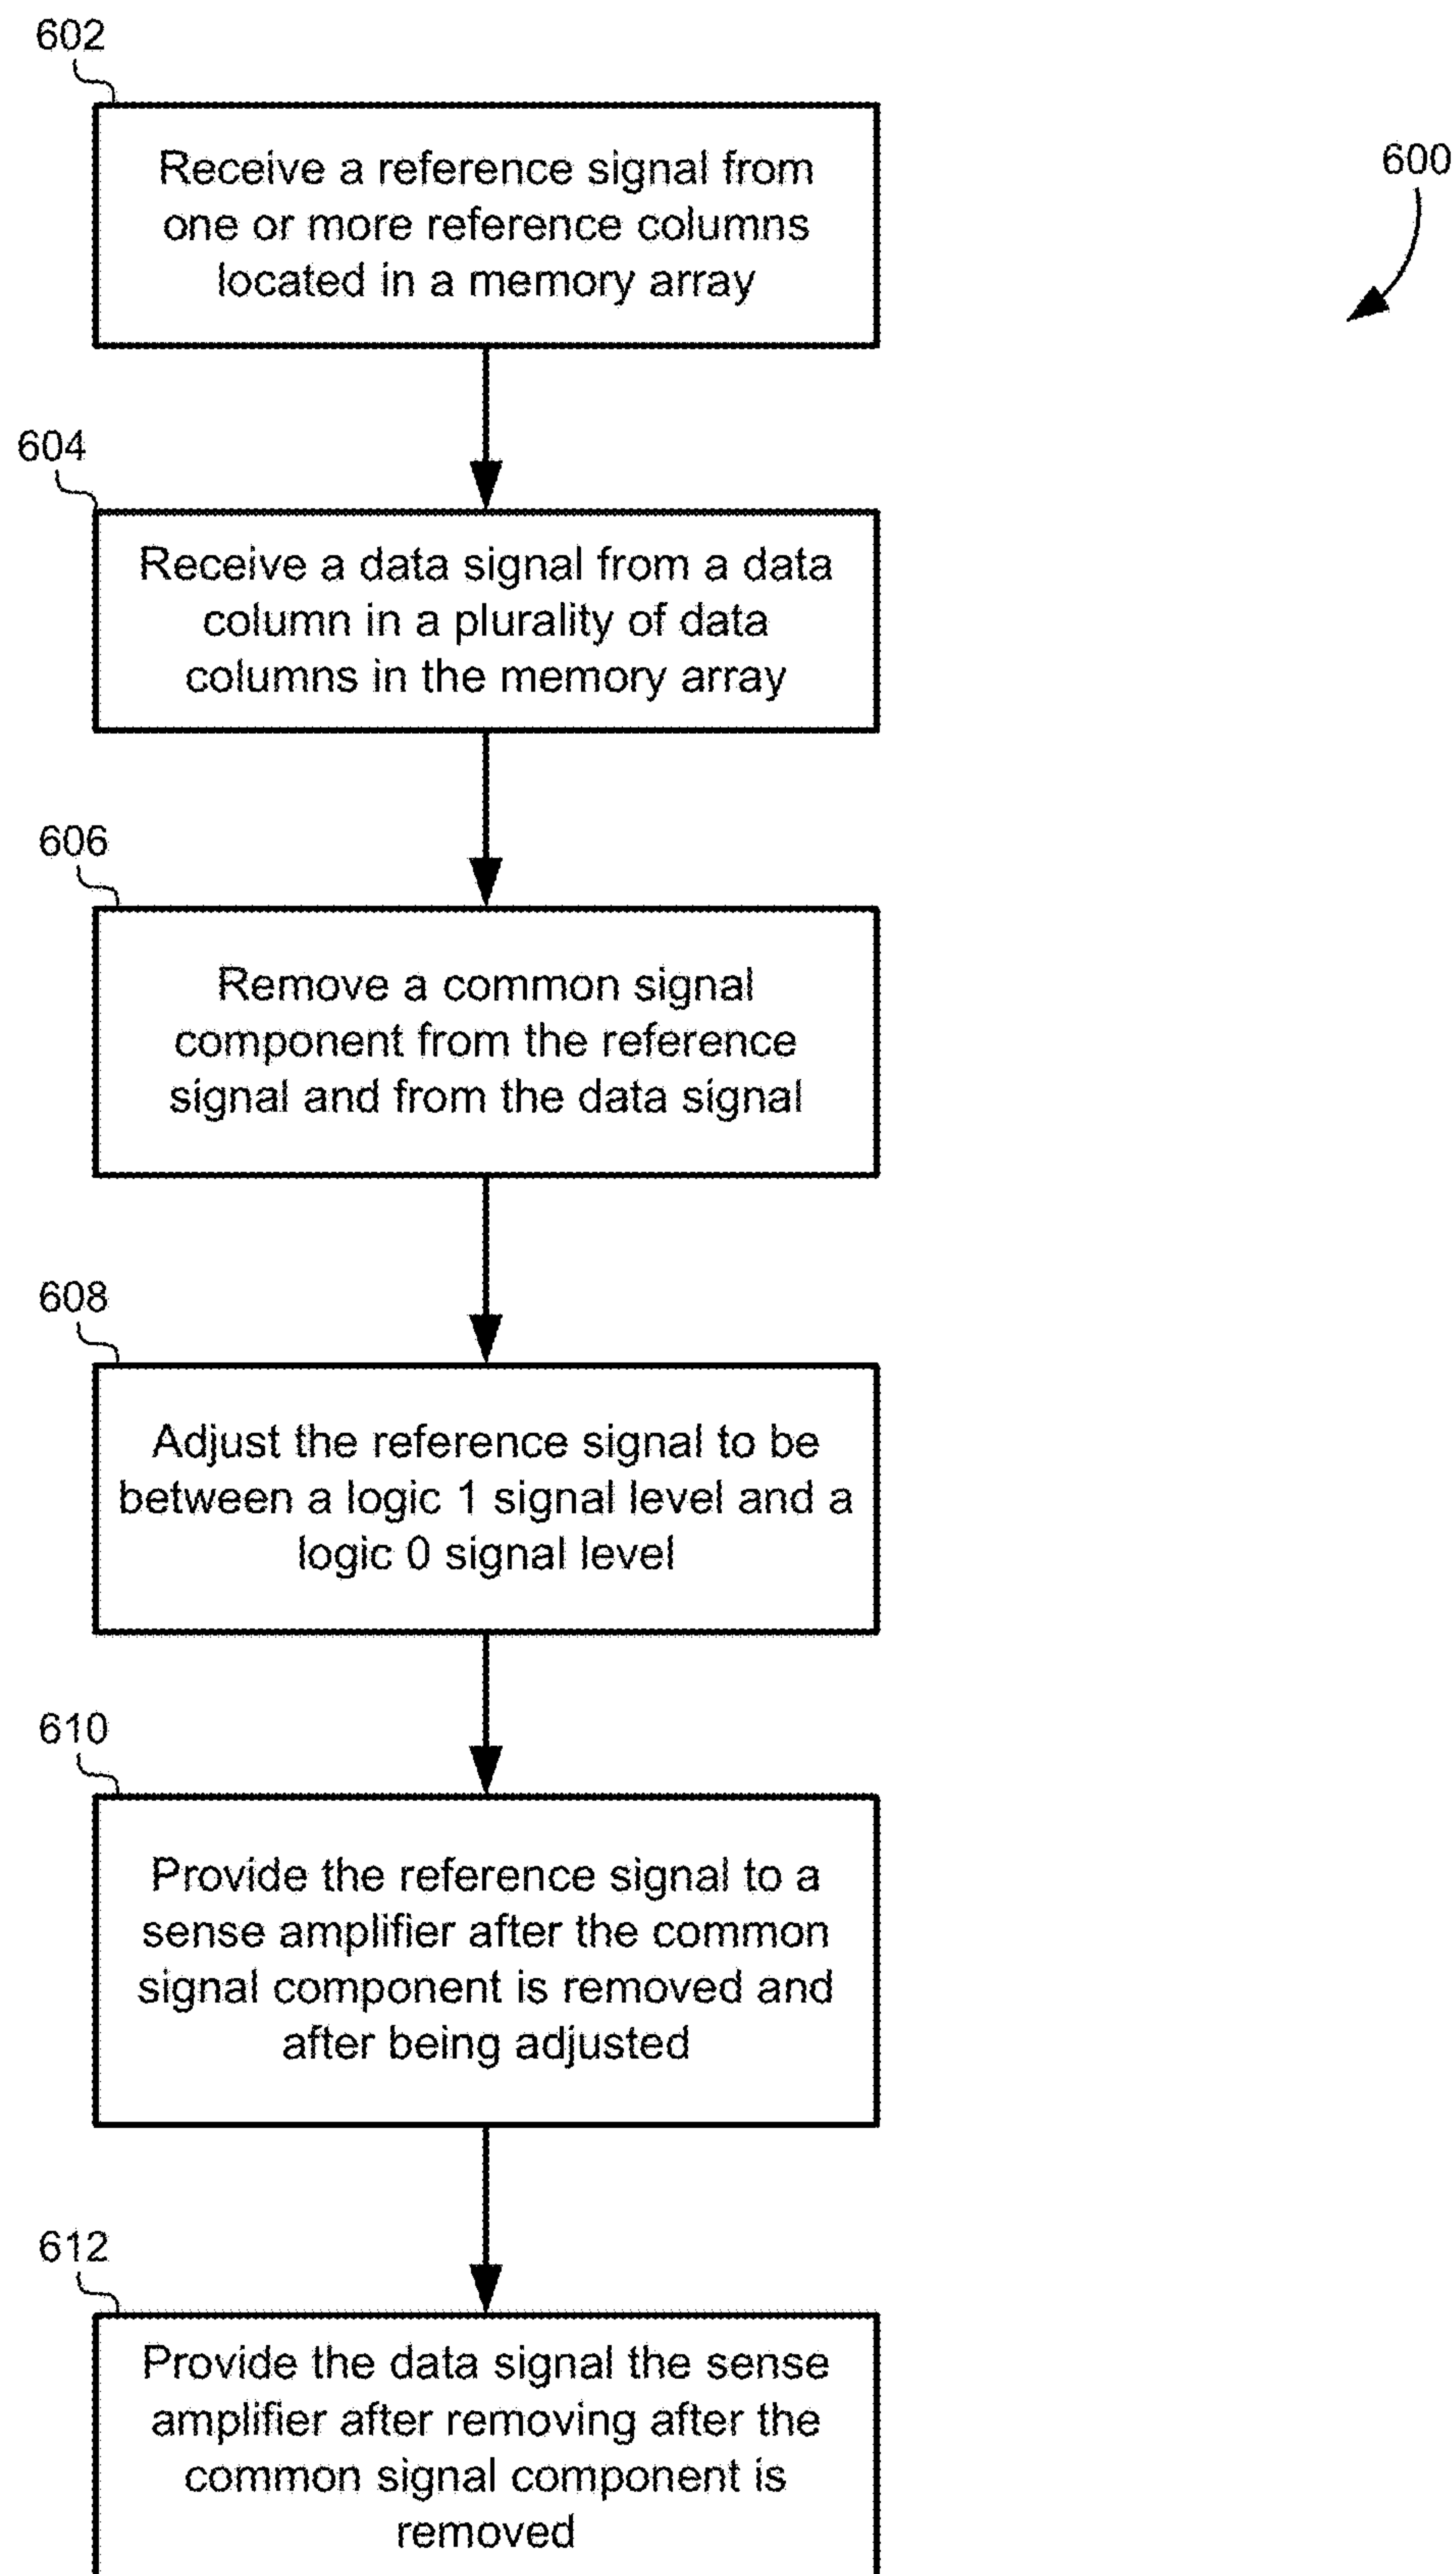 602
600
Receive a reference signal from
one or more reference columns
located in a memory array
604
Receive a data signal from a data
column in a plurality of data
columns in the memory array
606
Remove a common signal
component from the reference
signal and from the data signal
608
Adjust the reference signal to be
between a logic 1 signal level and a
logic 0 signal level
610
Provide the reference signal to a
sense amplifier after the common
signal component is removed and
after being adjusted
612
Provide the data signal the sense
amplifier after removing after the
common signal component is
removed